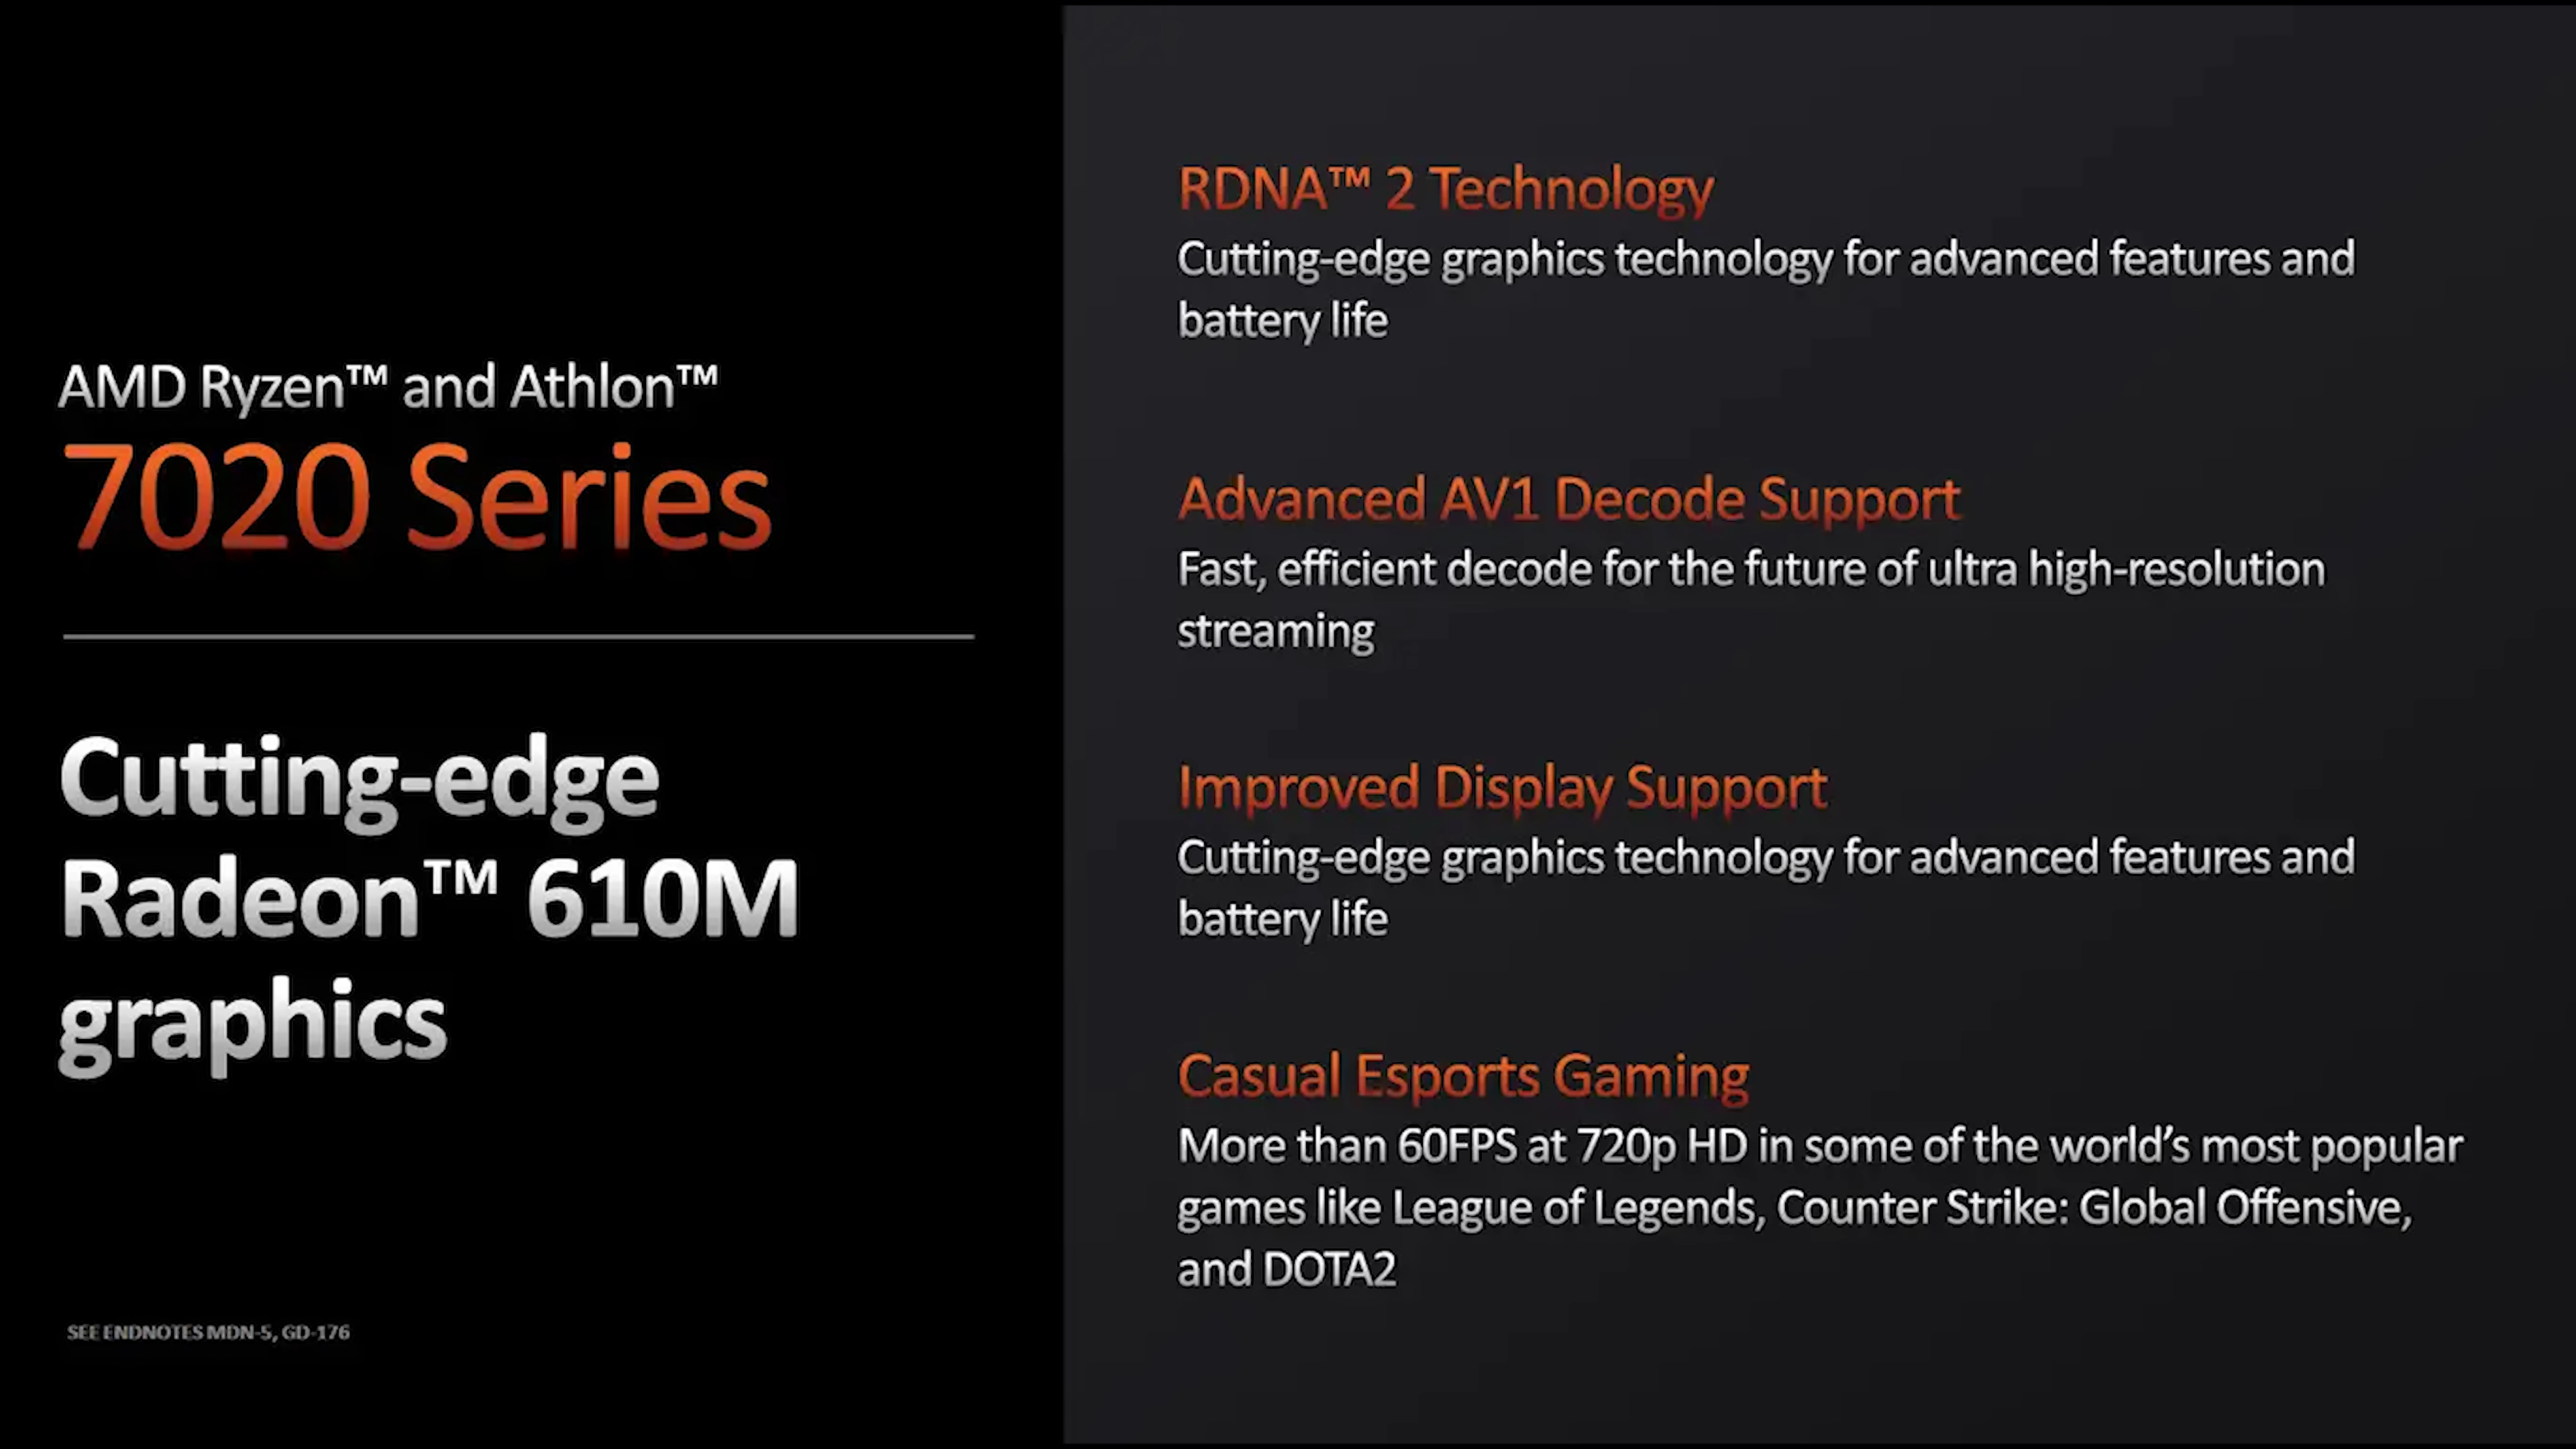 AMD Ryzen™ and Athlon™
7020 Series
Cutting-edge
Radeon™ 610M
graphics
SEE ENDNOTES MDN-5, GD-176
RDNA™ 2 Technology
Cutting-edge graphics technology for advanced features and
battery life
Advanced AV1 Decode Support
Fast, efficient decode for the future of ultra high-resolution
streaming
Improved Display Support
Cutting-edge graphics technology for advanced features and
battery life
Casual Esports Gaming
More than 60FPS at 720p HD in some of the world’s most popular
games like League of Legends, Counter Strike: Global Offensive,
and DOTA2